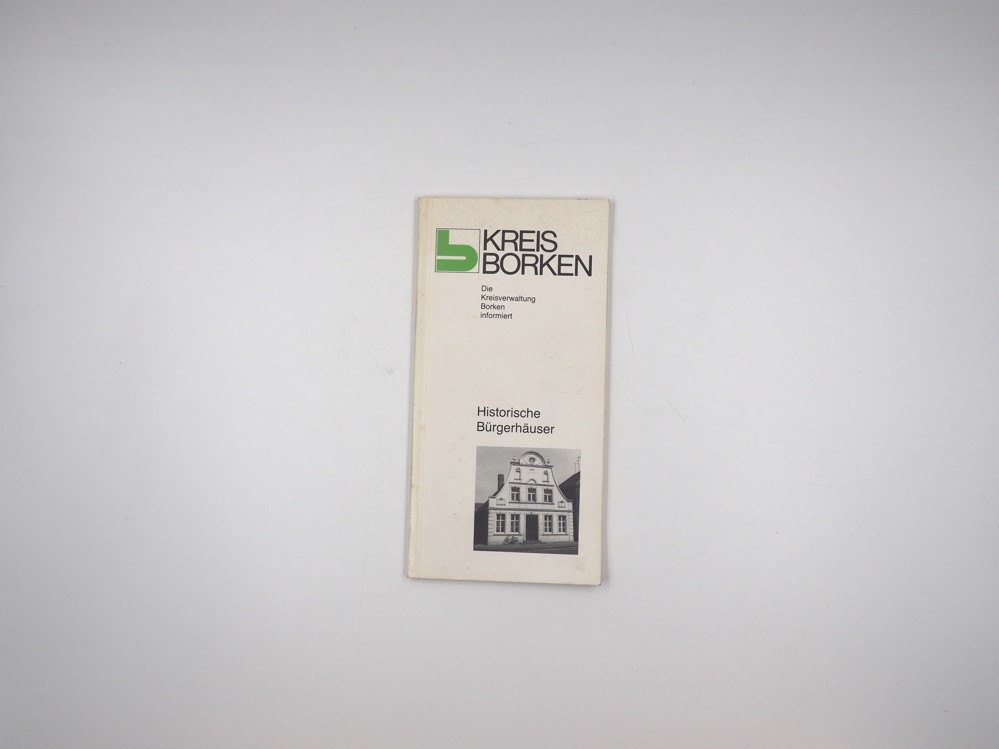 KREIS
BORKEN
Die
Kreisverwaltung
Borken
informiert
Historische
Bürgerhäuser